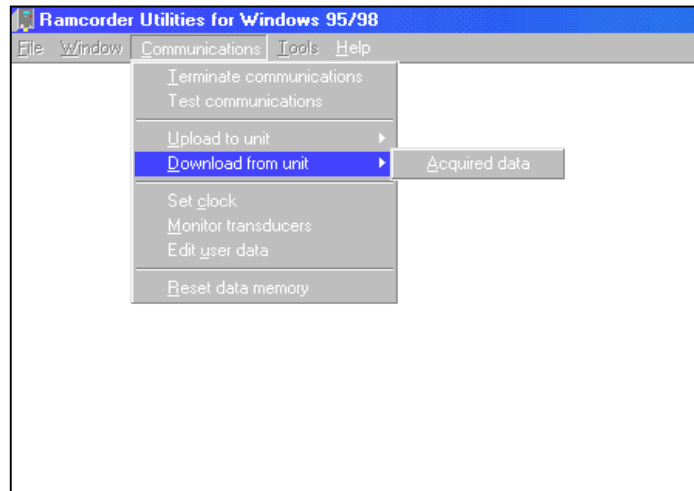 Ramcorder Utilities for Windows 95/98
File Window Communications Tools Help
Terminate communications
Test communications
Upload to unit
Download from unit
Acquired data
Set clock
Monitor transducers
Edit user data
Reset data memory